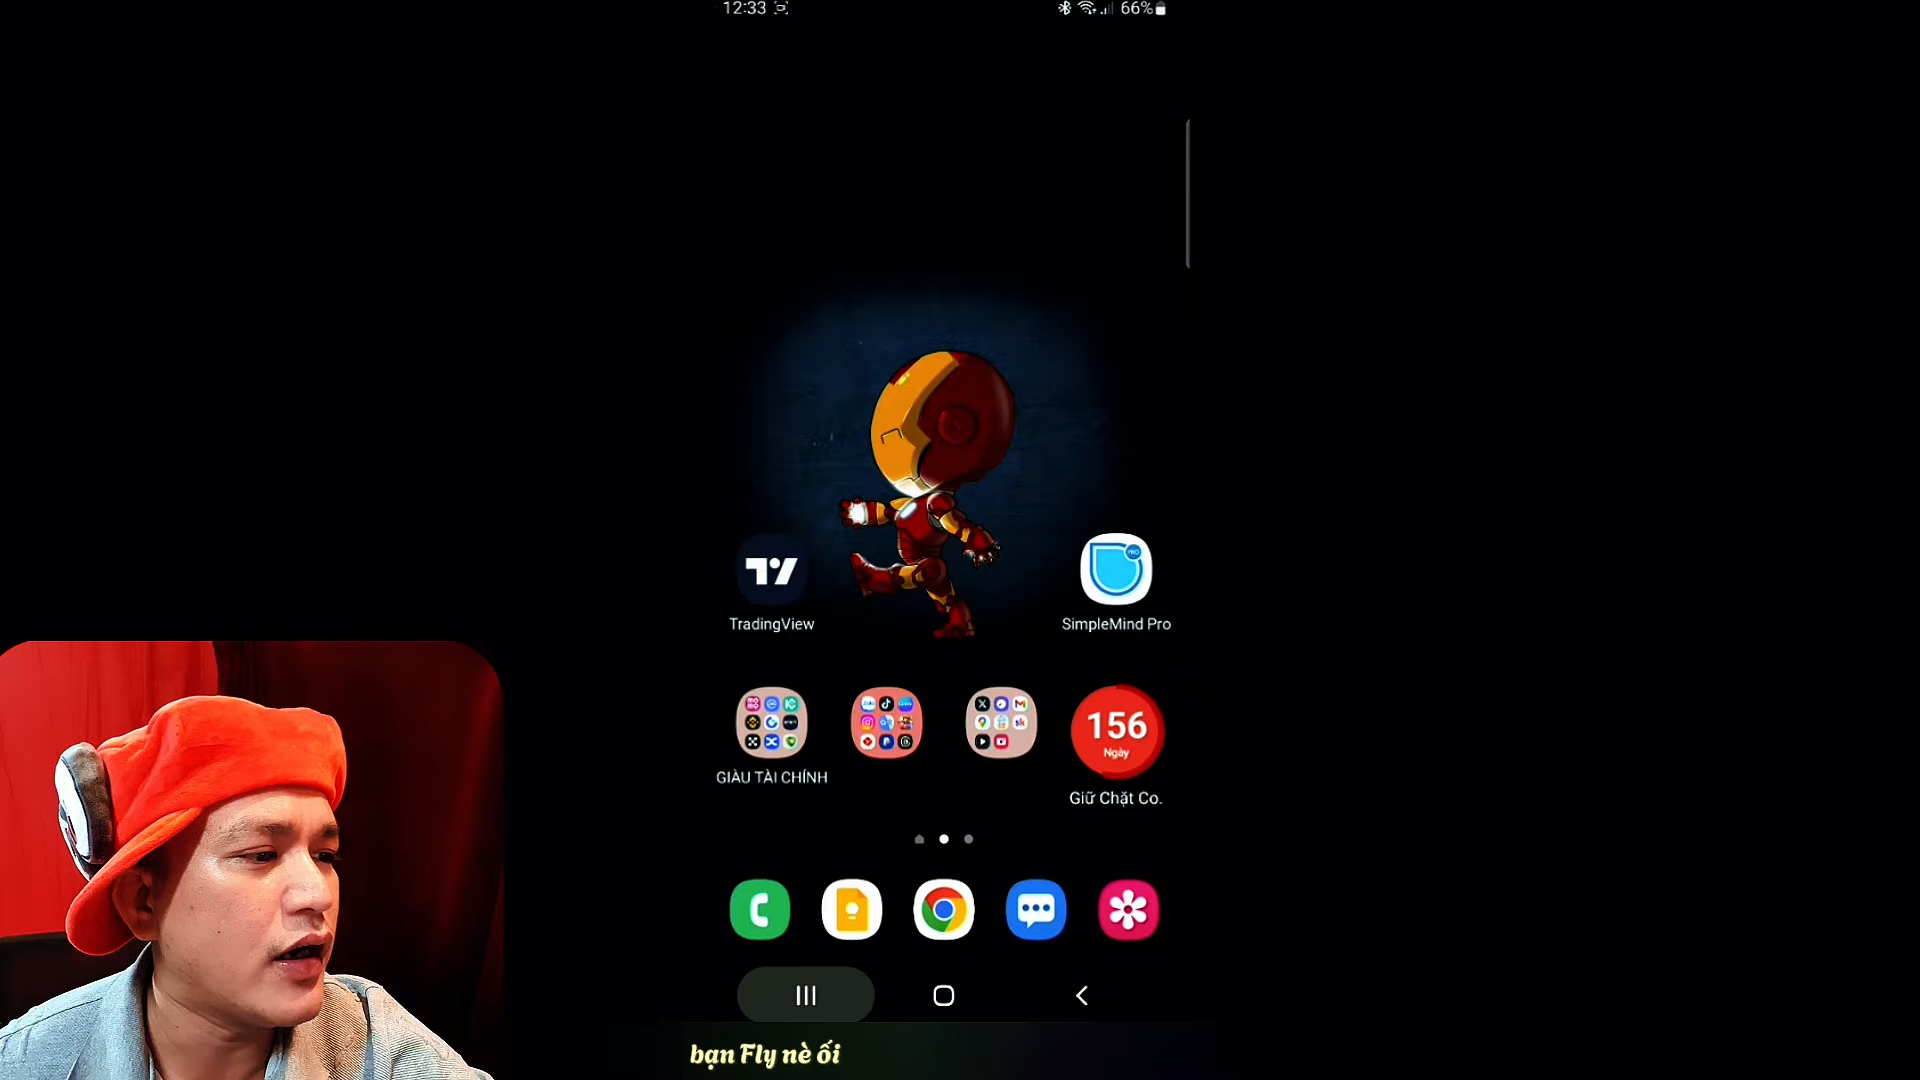 12:33
66%
TradingView
SimpleMind Pro
GIÀU TÀI CHÍNH
156
Ngày
Giữ Chặt Co.
bạn Fly nè ối